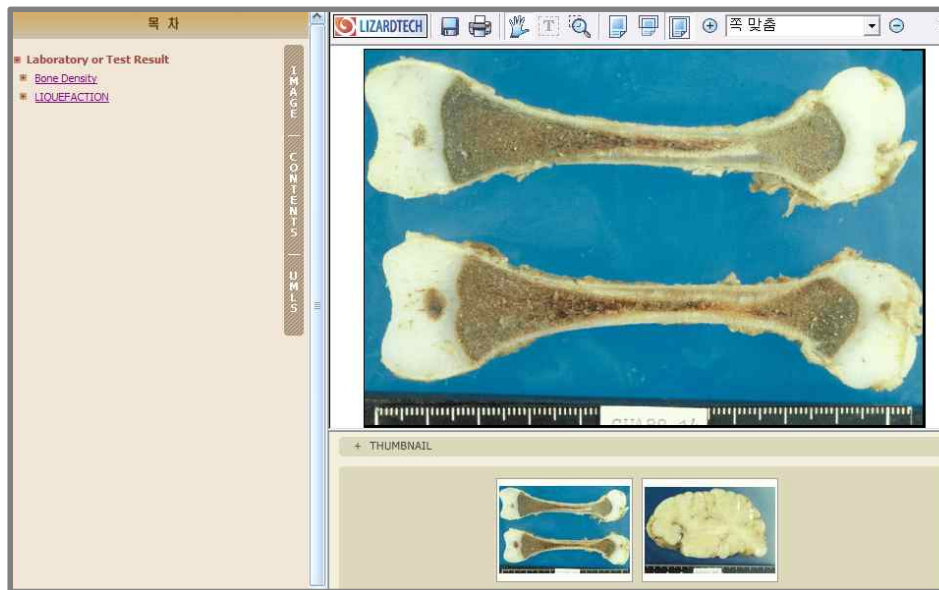 목 차
Laboratory or Test Result
Bone Density
LIQUEFACTION
IMAGE — CONTENTS — UMLS
LIZARDTECH
T
쪽 맞춤
+ THUMBNAIL